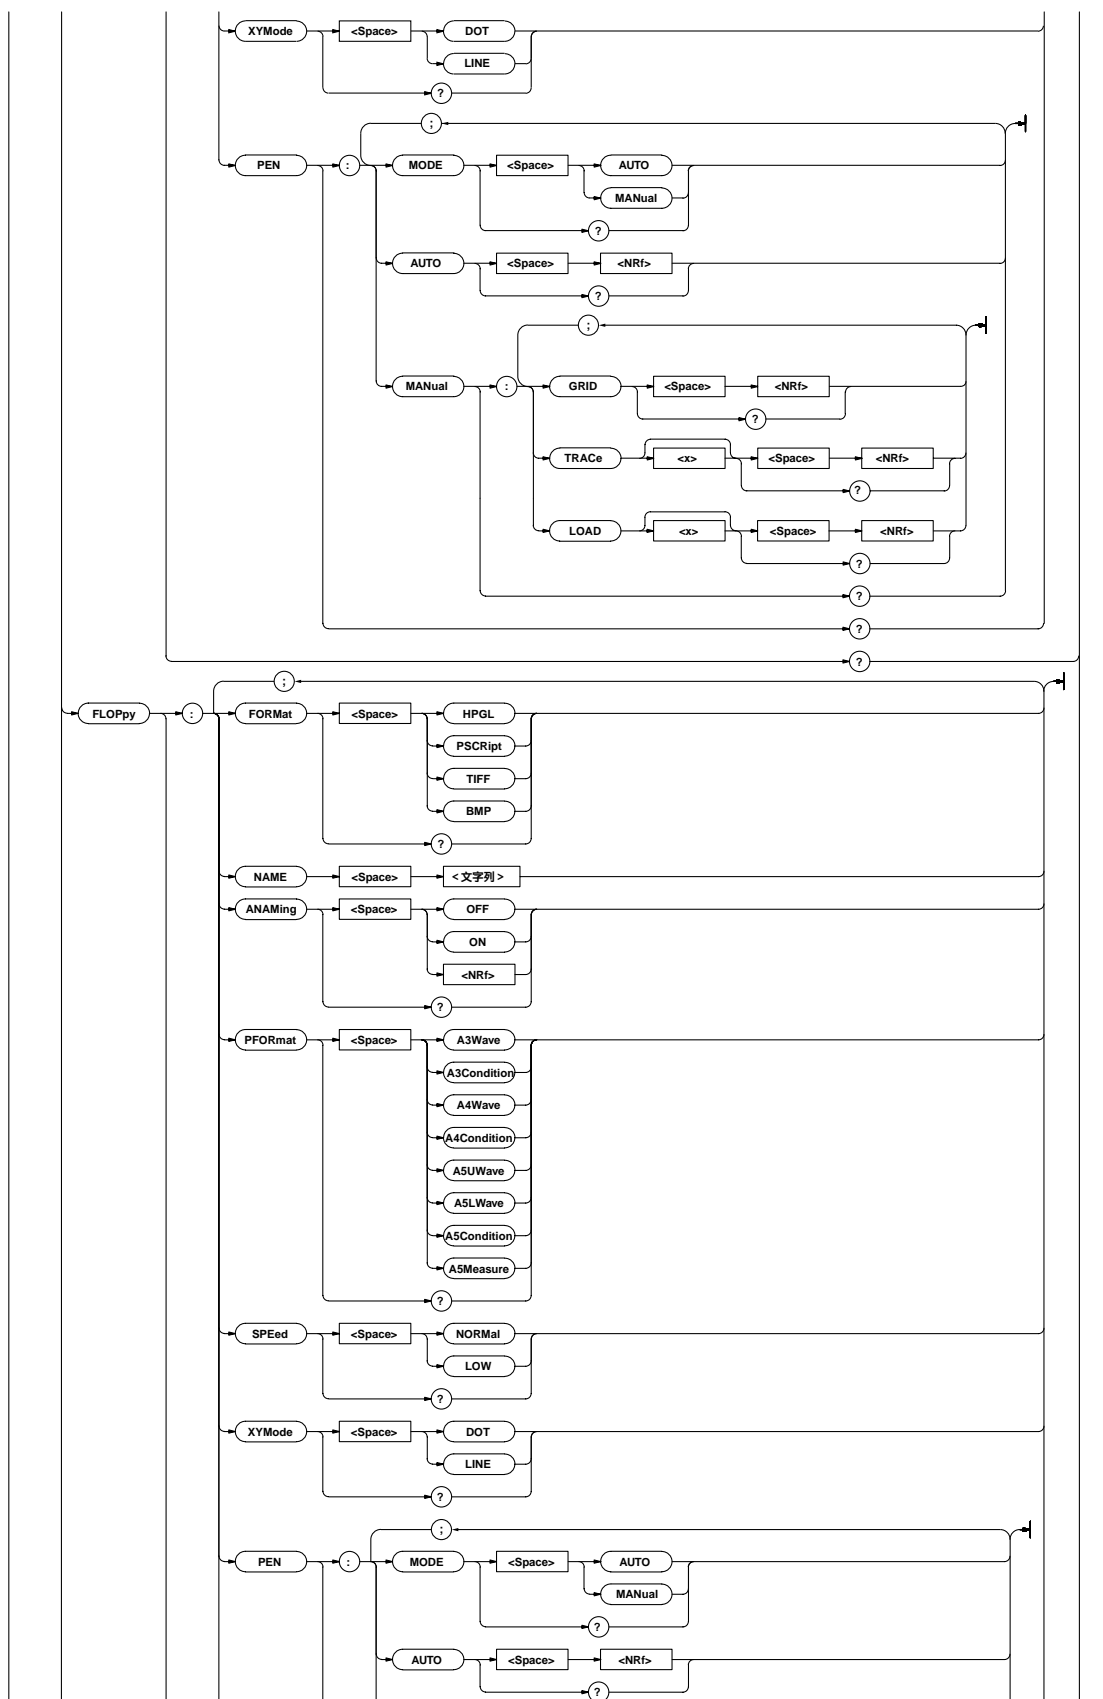 XYMode <Space> DOT
LINE
?
;
PEN : MODE <Space> AUTO
MANual
?
AUTO <Space> <NRf>
?
;
MANual : GRID <Space> <NRf>
?
TRACe <x> <Space> <NRf>
?
LOAD <x> <Space> <NRf>
?
?
?
?
;
FLOPpy : FORMat <Space> HPGL
PSCRipt
TIFF
BMP
?
NAME <Space> <文字列>
ANAMing <Space> OFF
ON
<NRf>
?
PFORmat <Space> A3Wave
A3Condition
A4Wave
A4Condition
A5UWave
A5LWave
A5Condition
A5Measure
?
SPEed <Space> NORMal
LOW
?
XYMode <Space> DOT
LINE
?
;
PEN : MODE <Space> AUTO
MANual
?
AUTO <Space> <NRf>
?